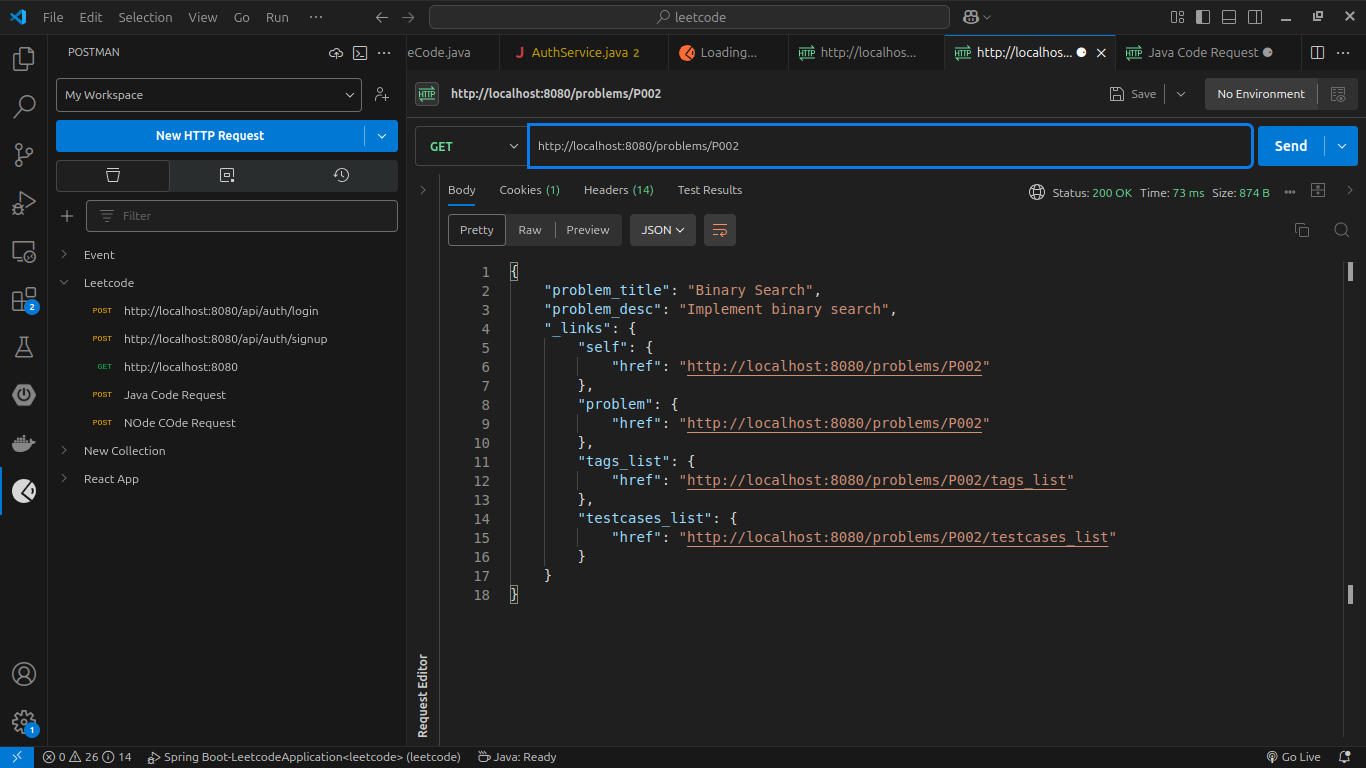 File Edit Selection View Go Run ··· leetcode
POSTMAN
My Workspace
New HTTP Request
Filter
Event
Leetcode
POST http://localhost:8080/api/auth/login
POST http://localhost:8080/api/auth/signup
GET http://localhost:8080
POST Java Code Request
POST NOde COde Request
New Collection
React App
2
1
eCode.java J AuthService.java 2 Loading... HTTP http://localhos... HTTP http://localhos... HTTP Java Code Request
HTTP http://localhost:8080/problems/P002 Save No Environment
GET http://localhost:8080/problems/P002 Send
Body Cookies (1) Headers (14) Test Results Status: 200 OK Time: 73 ms Size: 874 B
Pretty Raw Preview JSON
1 {
2 "problem_title": "Binary Search",
3 "problem_desc": "Implement binary search",
4 "_links": {
5 "self": {
6 "href": "http://localhost:8080/problems/P002"
7 },
8 "problem": {
9 "href": "http://localhost:8080/problems/P002"
10 },
11 "tags_list": {
12 "href": "http://localhost:8080/problems/P002/tags_list"
13 },
14 "testcases_list": {
15 "href": "http://localhost:8080/problems/P002/testcases_list"
16 }
17 }
18 }
Request Editor
0 26 14 Spring Boot-LeetcodeApplication<leetcode> (leetcode) Java: Ready Go Live